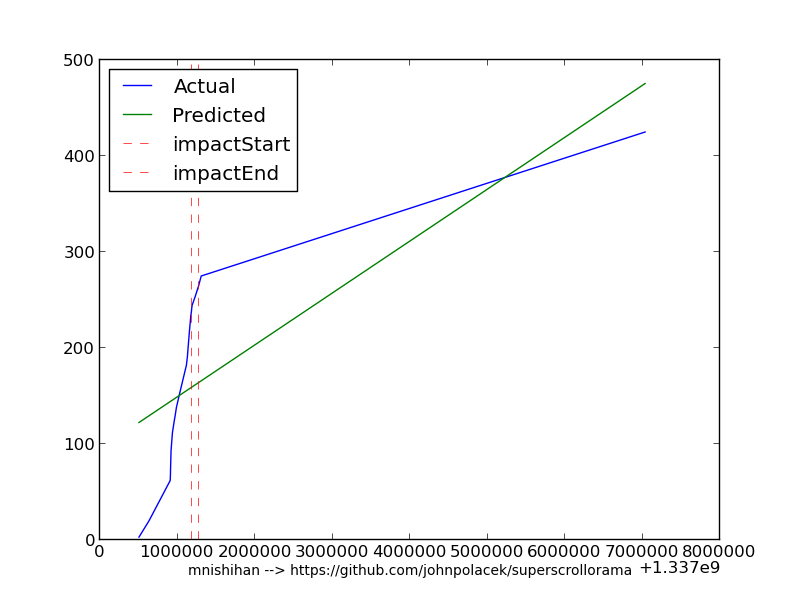 500
400
300
200
100
0
Actual
Predicted
impactStart
impactEnd
0 1000000 2000000 3000000 4000000 5000000 6000000 7000000 8000000
mnishihan --> https://github.com/johnpolacek/superscrollorama +1.337e9